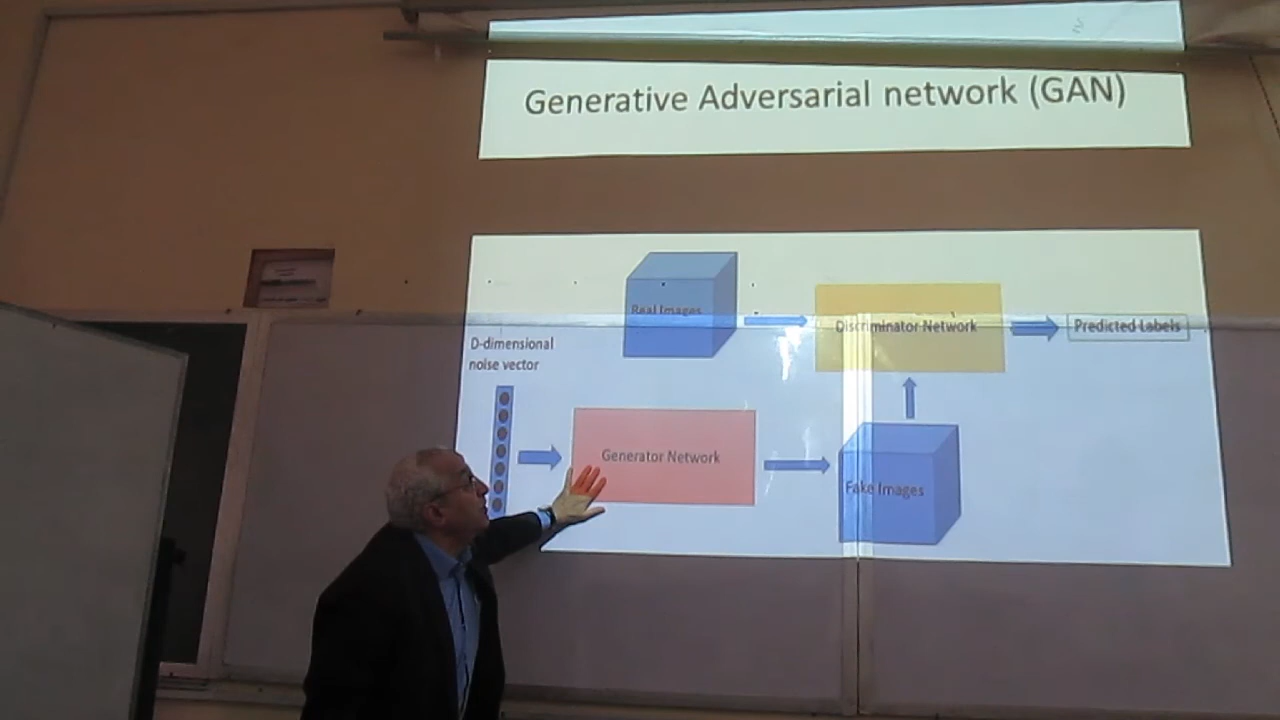 Generative Adversarial network (GAN)
Real Images
Discriminator Network
Predicted Labels
D-dimensional
noise vector
Generator Network
Fake Images